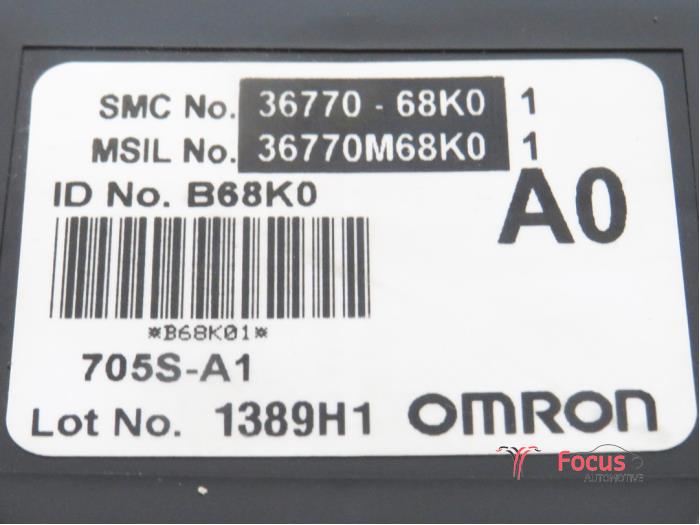 SMC No. 36770 - 68K0 1
MSIL No. 36770M68K0 1
ID No. B68K0
A0
*B68K01*
705S-A1
Lot No. 1389H1 OMRON
Focus
AUTOMOTIVE